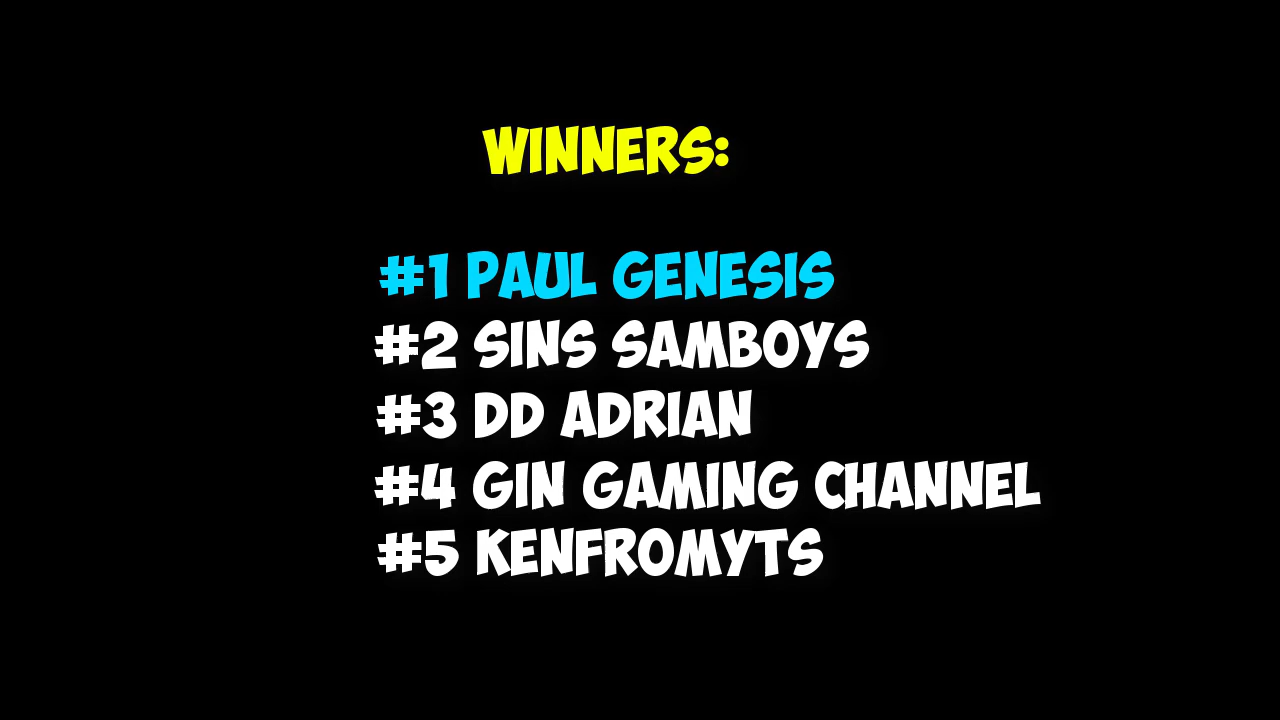 WINNERS:
#1 PAUL GENESIS
#2 SINS SAMBOYS
#3 DD ADRIAN
#4 GIN GAMING CHANNEL
#5 KENFROMYTS